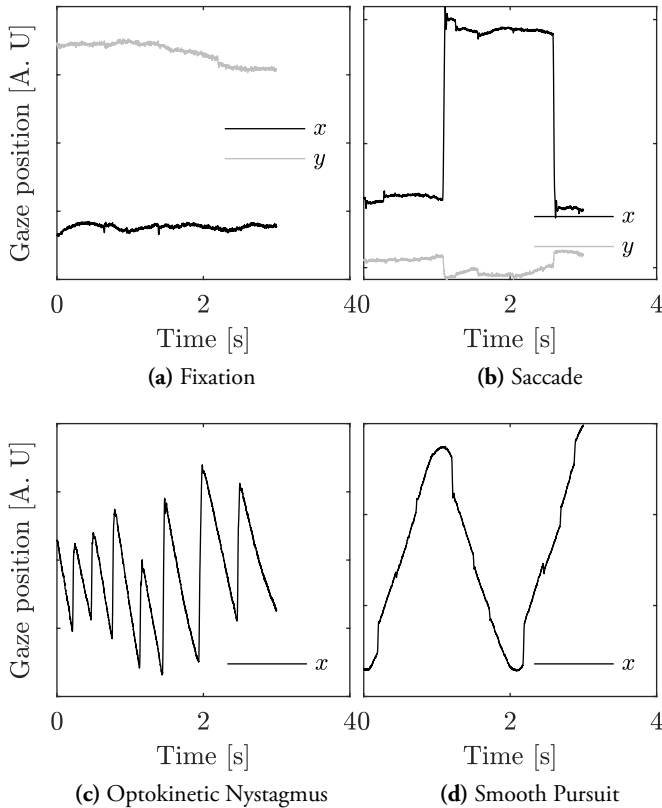 Gaze position [A. U]
x
y
0
2
40
Time [s]
(a) Fixation
x
y
2
4
Time [s]
(b) Saccade
Gaze position [A. U]
x
0
2
40
Time [s]
(c) Optokinetic Nystagmus
x
2
4
Time [s]
(d) Smooth Pursuit